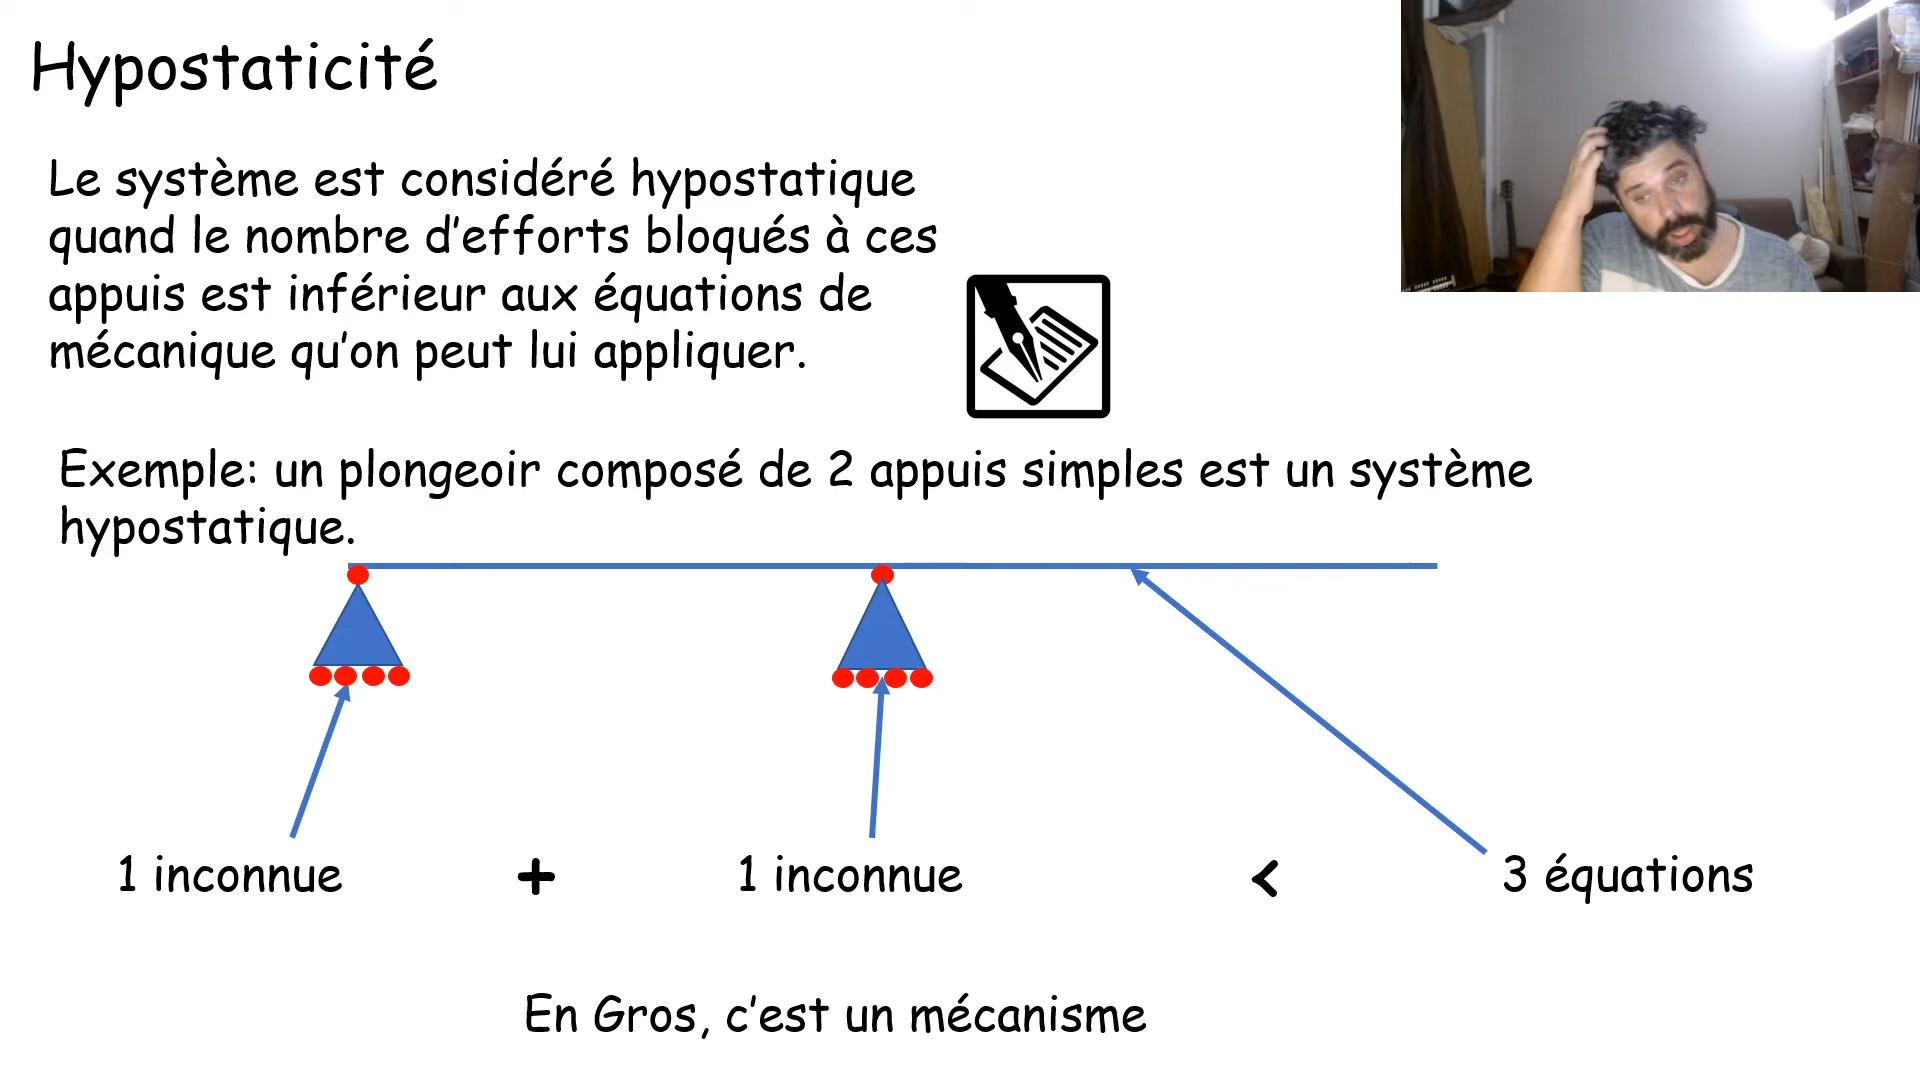 Hypostaticité
Le système est considéré hypostatique
quand le nombre d'efforts bloqués à ces
appuis est inférieur aux équations de
mécanique qu'on peut lui appliquer.
Exemple: un plongeoir composé de 2 appuis simples est un système
hypostatique.
1 inconnue + 1 inconnue < 3 équations
En Gros, c'est un mécanisme